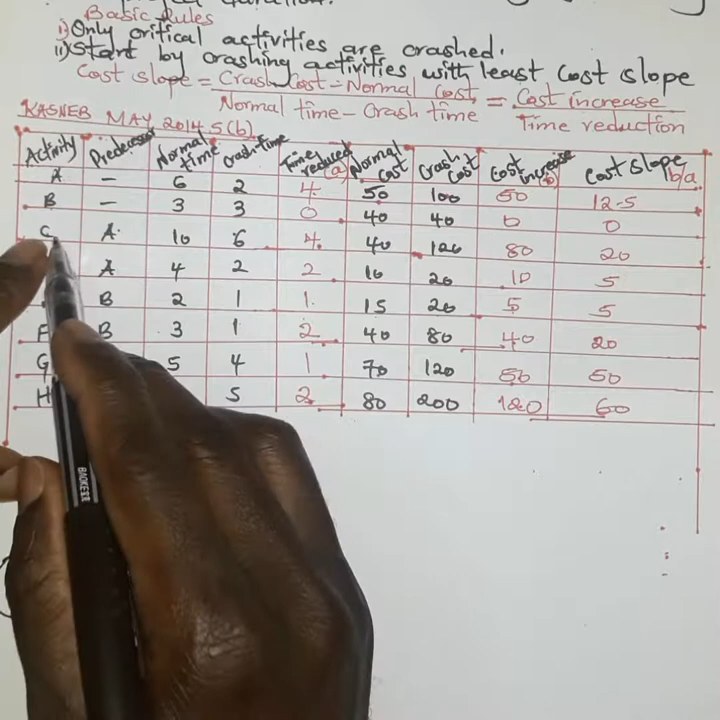 Basic Rules
i) Only critical activities are crashed.
ii) Start by crashing activities with least cost slope
Cost slope = Crash Cost - Normal cost = Cost increase
Normal time - Crash time Time reduction
KASNEB MAY 2014 5(b)
Activity Predecessor Normal time Crash time Time reduced (a) Normal cost Crash cost Cost increase (b) Cost slope b/a
A - 6 2 4 50 100 50 12.5
B - 3 3 0 40 40 0 0
C A 10 6 4 40 120 80 20
A 4 2 2 10 20 10 5
B 2 1 1 15 20 5 5
F B 3 1 2 40 80 40 20
G 5 4 1 70 120 50 50
H 5 2 80 200 120 60
BAOKE